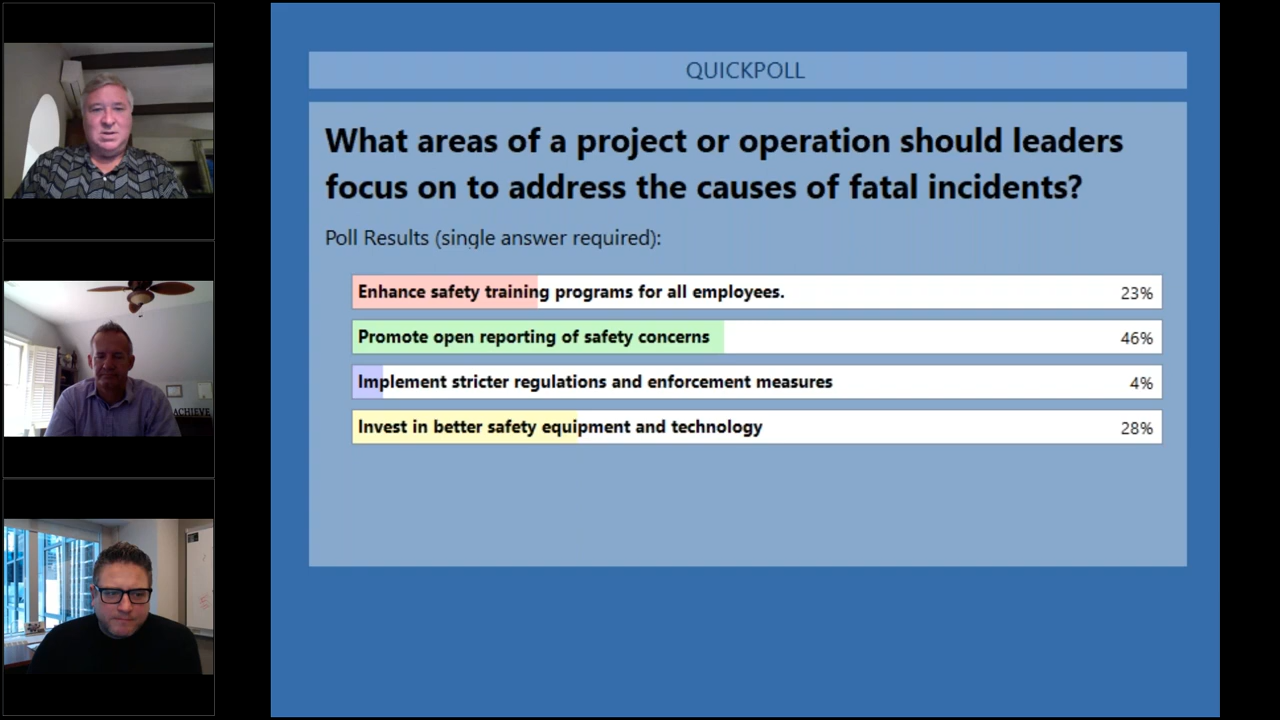 QUICKPOLL
What areas of a project or operation should leaders
focus on to address the causes of fatal incidents?
Poll Results (single answer required):
Enhance safety training programs for all employees. 23%
Promote open reporting of safety concerns 46%
Implement stricter regulations and enforcement measures 4%
Invest in better safety equipment and technology 28%
ACHIEVE